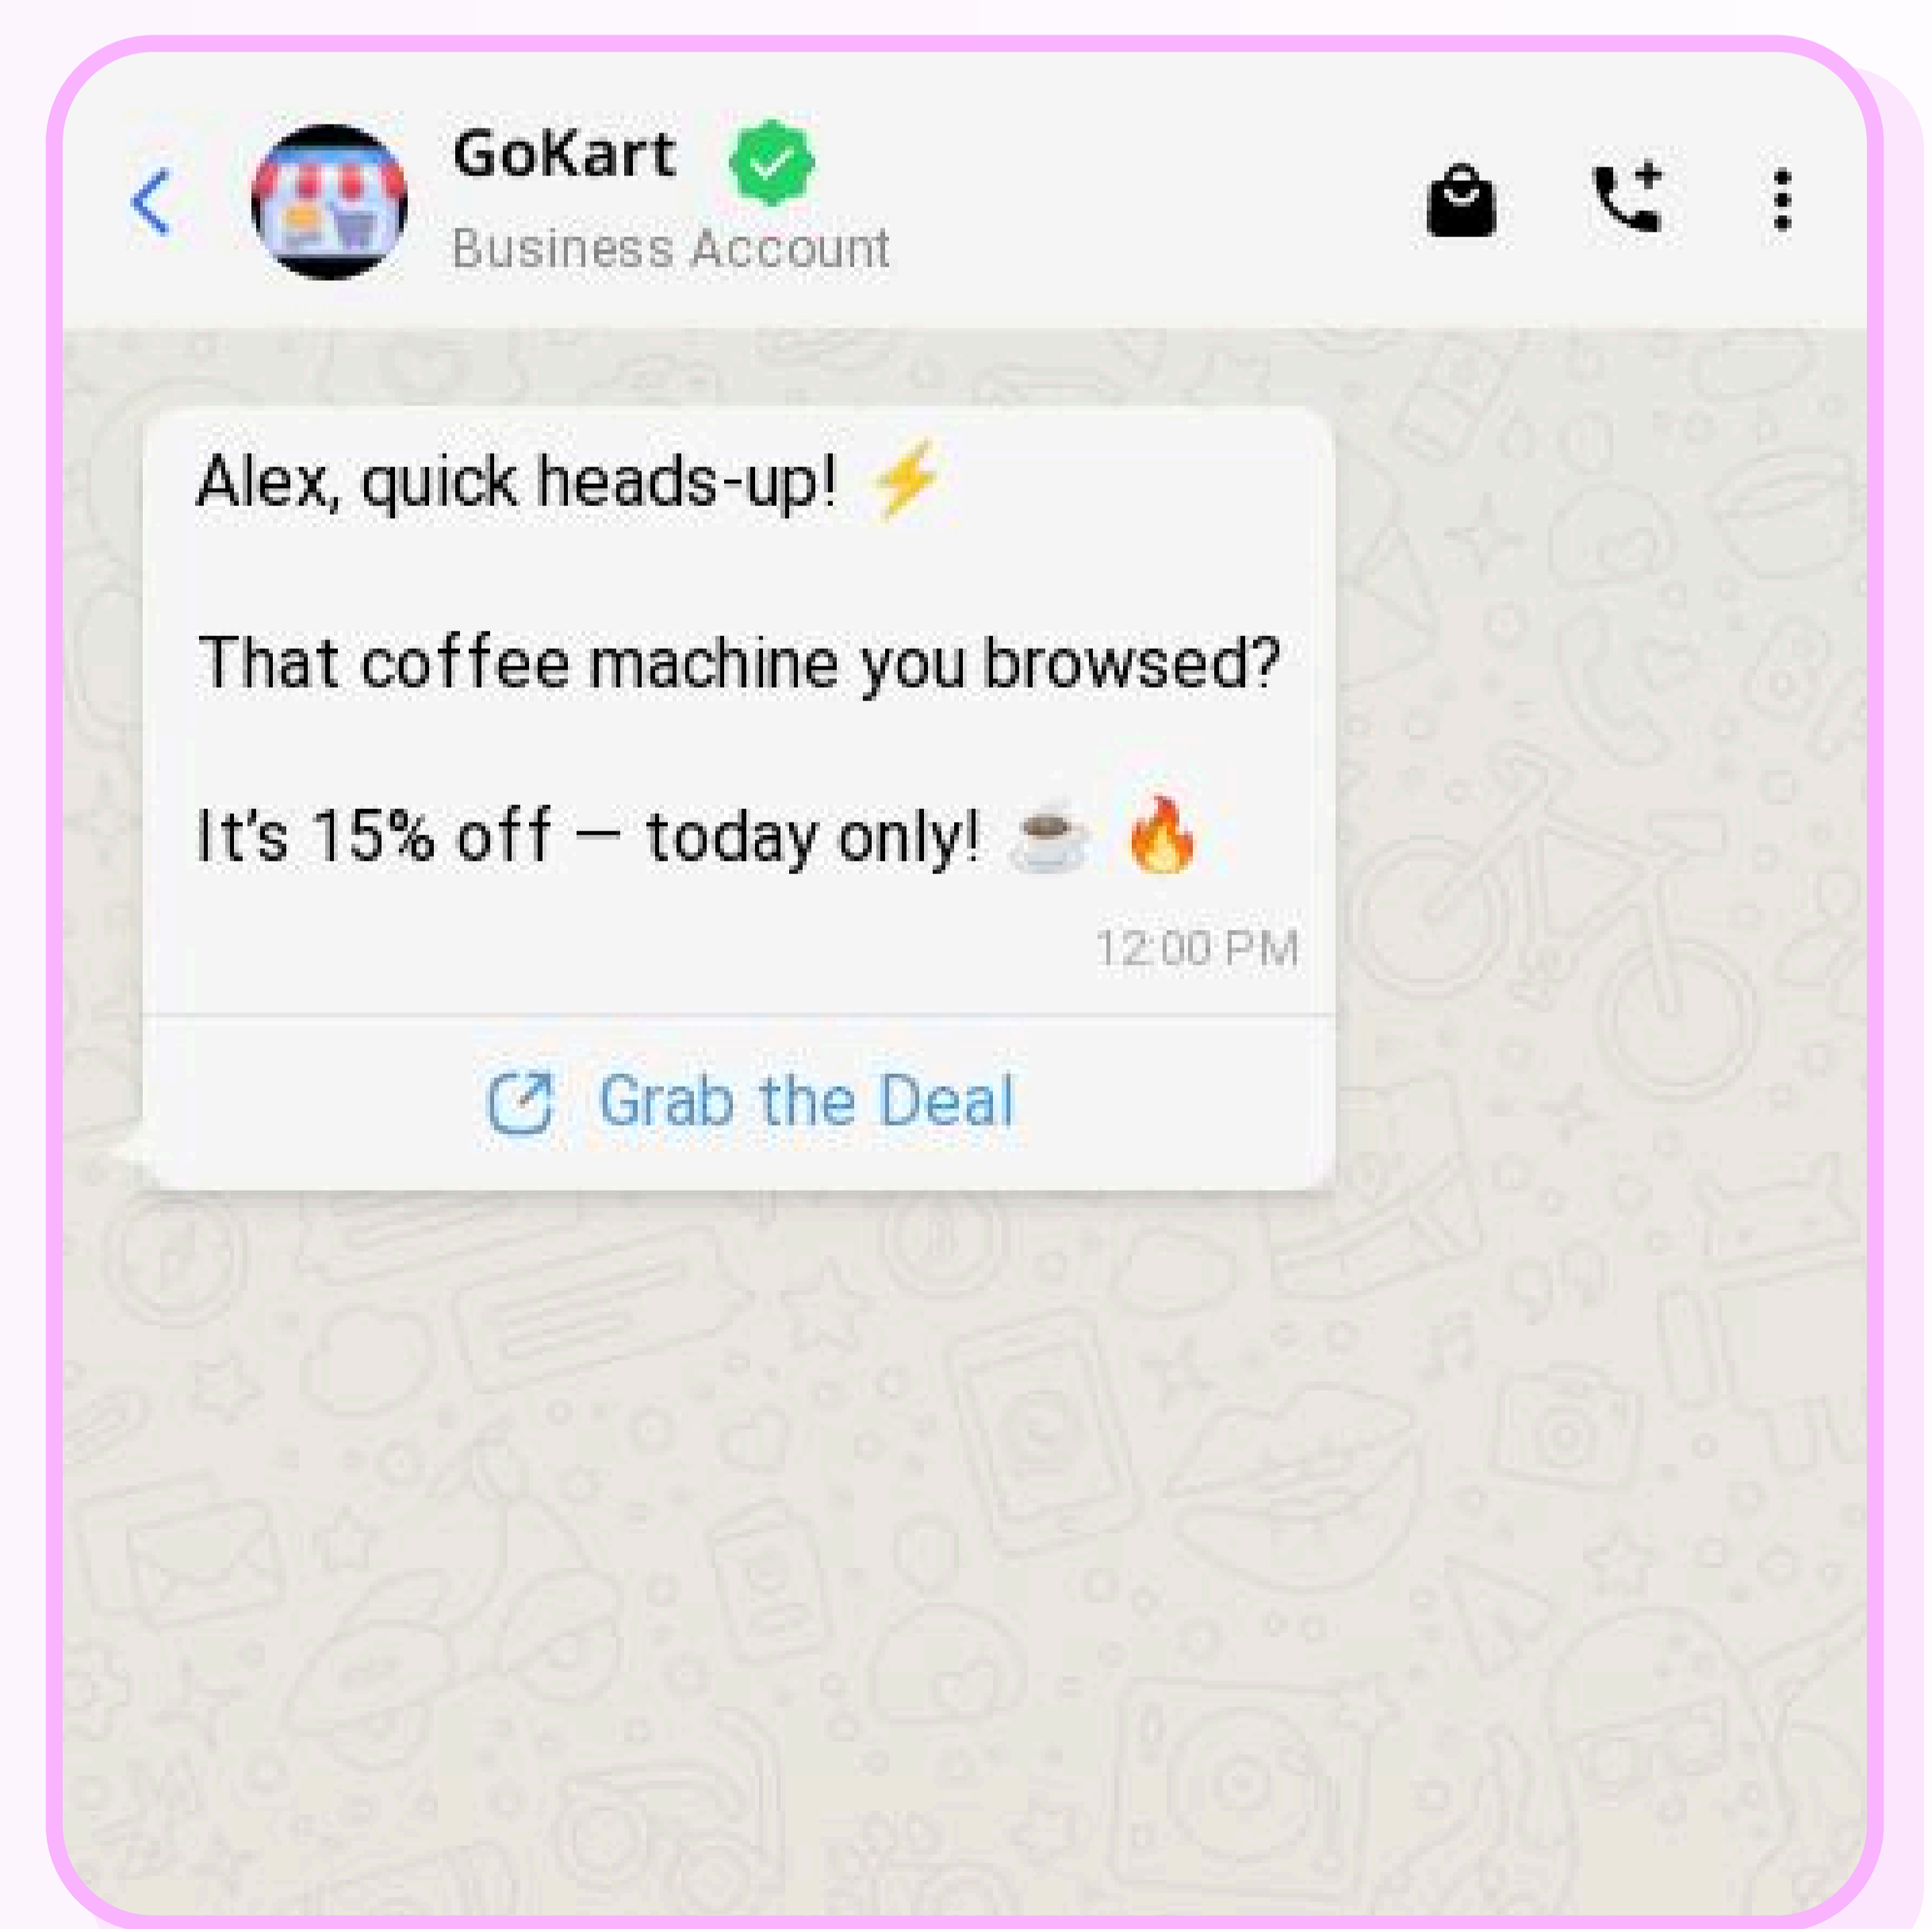 GoKart
Business Account
Alex, quick heads-up! ⚡
That coffee machine you browsed?
It's 15% off — today only! ☕ 🔥
12:00 PM
Grab the Deal